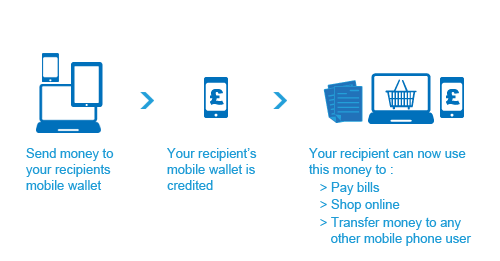 £
£
Send money to
your recipients
mobile wallet
Your recipient's
mobile wallet is
credited
Your recipient can now use
this money to :
> Pay bills
> Shop online
> Transfer money to any
other mobile phone user